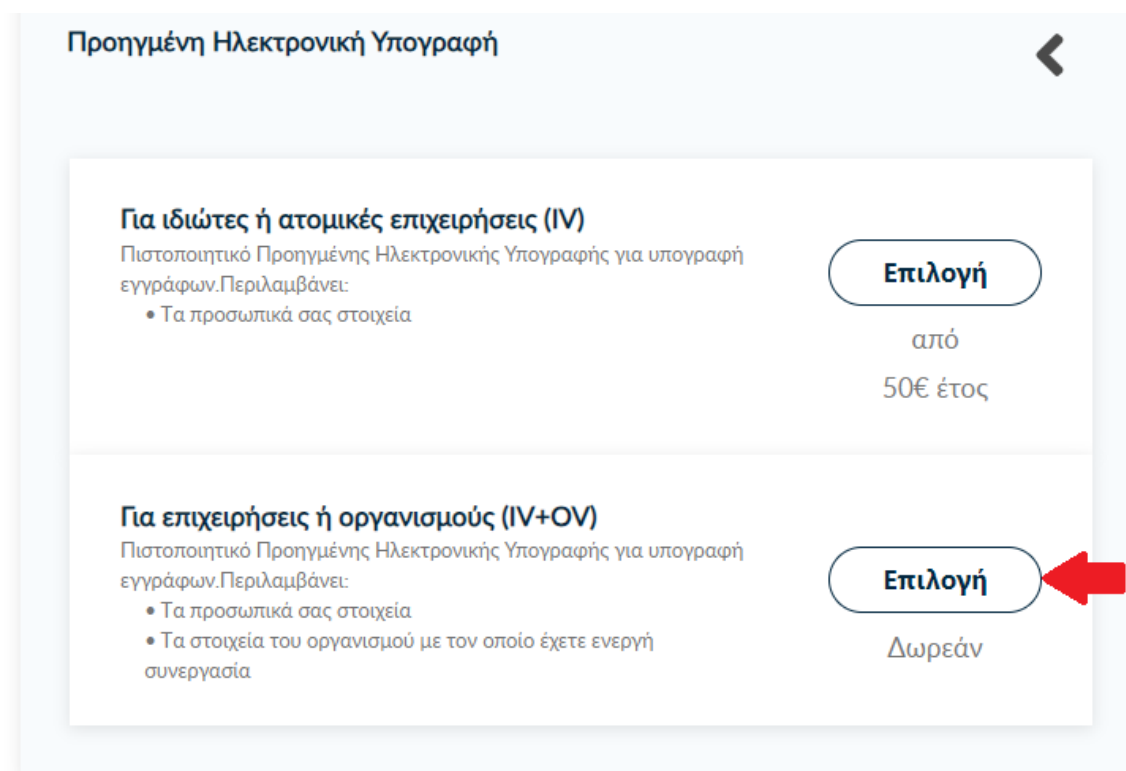 Προηγμένη Ηλεκτρονική Υπογραφή
Για ιδιώτες ή ατομικές επιχειρήσεις (IV)
Πιστοποιητικό Προηγμένης Ηλεκτρονικής Υπογραφής για υπογραφή
εγγράφων.Περιλαμβάνει:
• Τα προσωπικά σας στοιχεία
Επιλογή
από
50€ έτος
Για επιχειρήσεις ή οργανισμούς (IV+OV)
Πιστοποιητικό Προηγμένης Ηλεκτρονικής Υπογραφής για υπογραφή
εγγράφων.Περιλαμβάνει:
• Τα προσωπικά σας στοιχεία
• Τα στοιχεία του οργανισμού με τον οποίο έχετε ενεργή
συνεργασία
Επιλογή
Δωρεάν